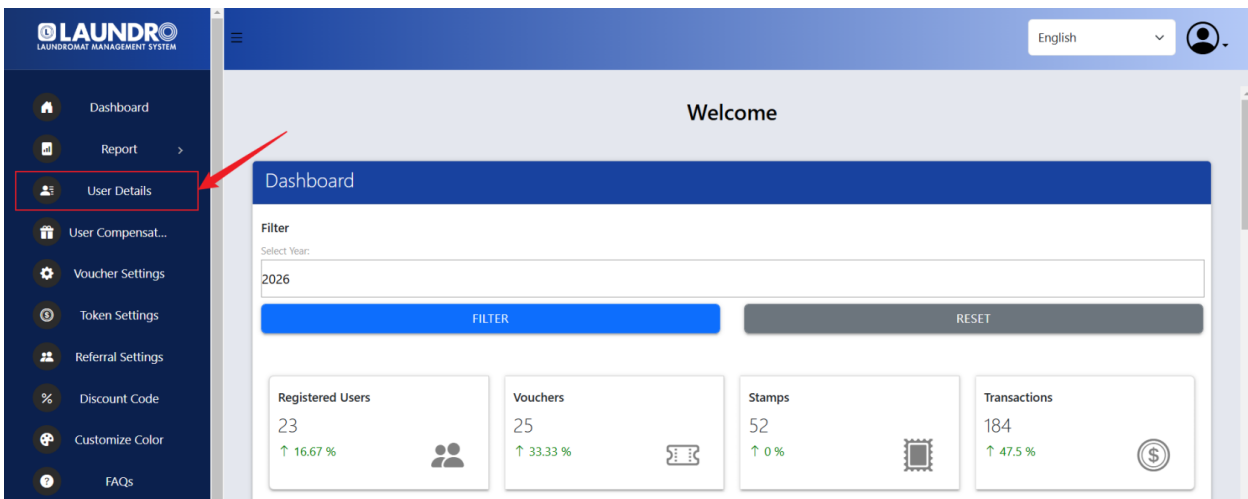 LAUNDRO
LAUNDROMAT MANAGEMENT SYSTEM
English
Dashboard
Report
User Details
User Compensat...
Voucher Settings
Token Settings
Referral Settings
Discount Code
Customize Color
FAQs
Welcome
Dashboard
Filter
Select Year:
2026
FILTER
RESET
Registered Users
23
↑ 16.67 %
Vouchers
25
↑ 33.33 %
Stamps
52
↑ 0 %
Transactions
184
↑ 47.5 %